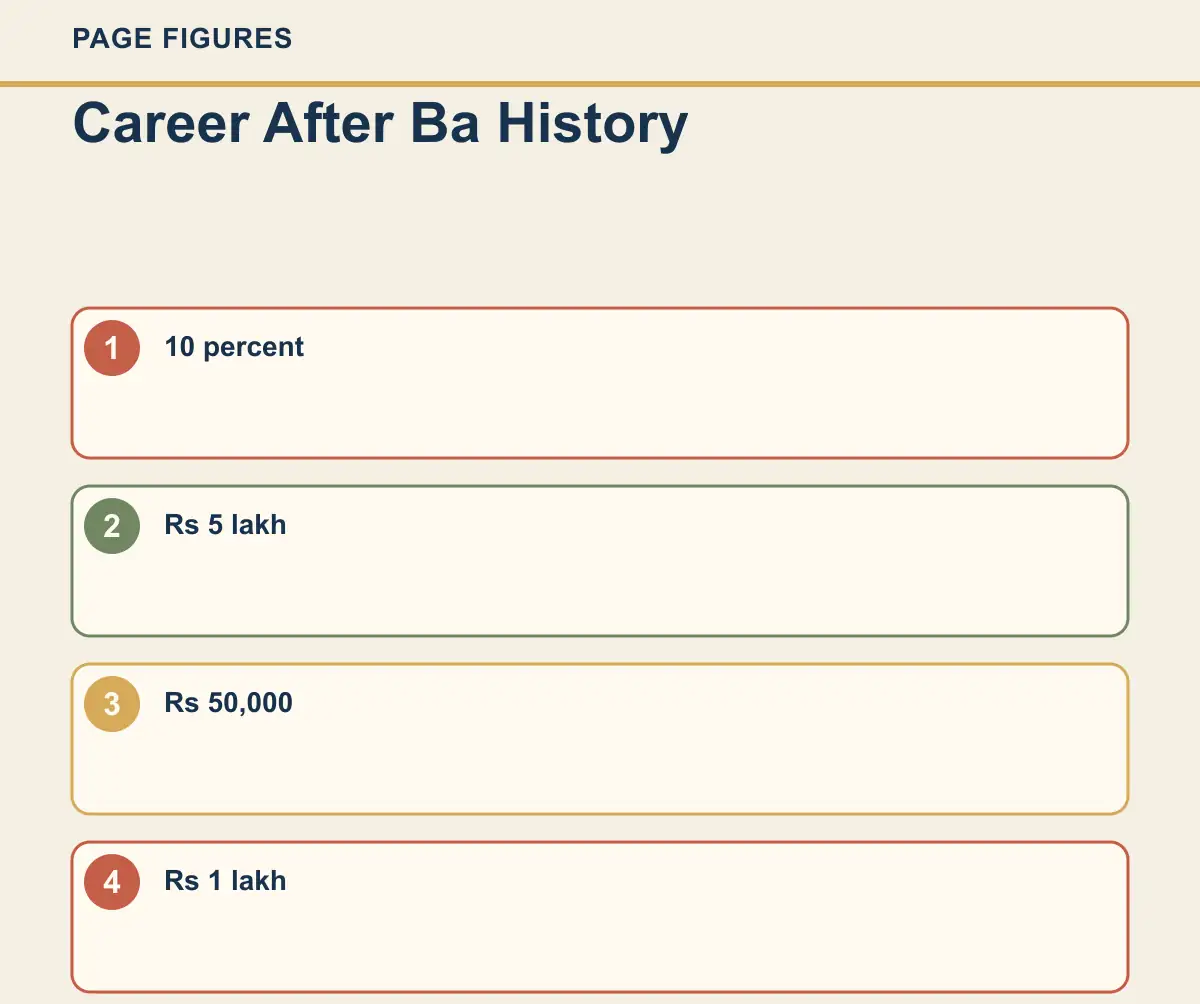 PAGE FIGURES
Career After Ba History
1 10 percent
2 Rs 5 lakh
3 Rs 50,000
4 Rs 1 lakh